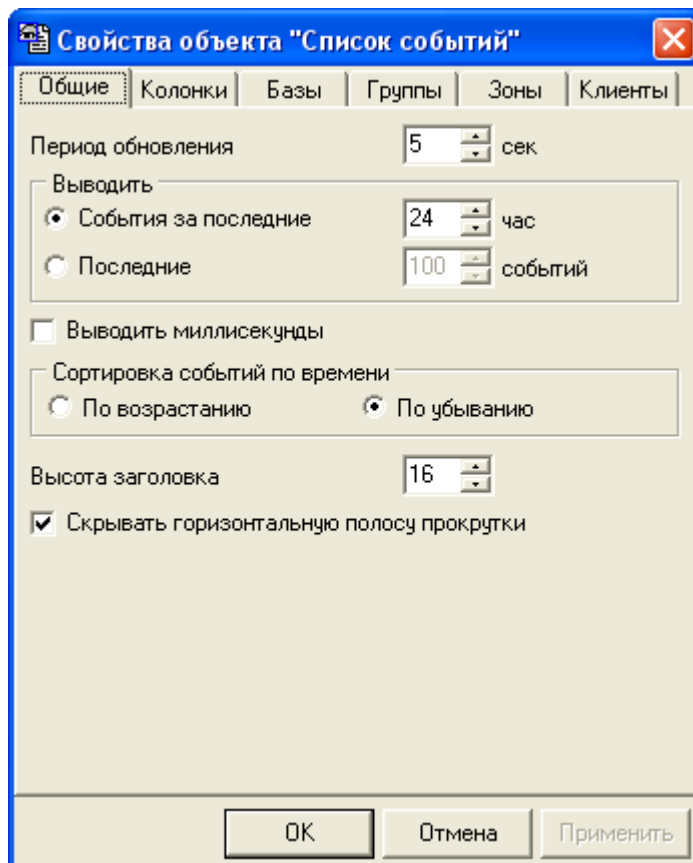 Свойства объекта "Список событий"
Общие Колонки Базы Группы Зоны Клиенты
Период обновления 5 сек
Выводить
События за последние 24 час
Последние 100 событий
Выводить миллисекунды
Сортировка событий по времени
По возрастанию По убыванию
Высота заголовка 16
Скрывать горизонтальную полосу прокрутки
OK Отмена Применить